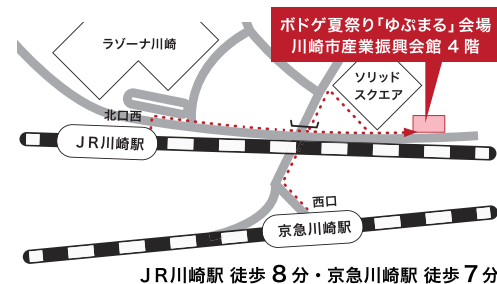 ボドゲ夏祭り「ゆぷまる」会場
川崎市産業振興会館 4 階
ラゾーナ川崎
ソリッド
スクエア
北口西
JR川崎駅
西口
京急川崎駅
JR川崎駅 徒歩 8 分・京急川崎駅 徒歩 7 分